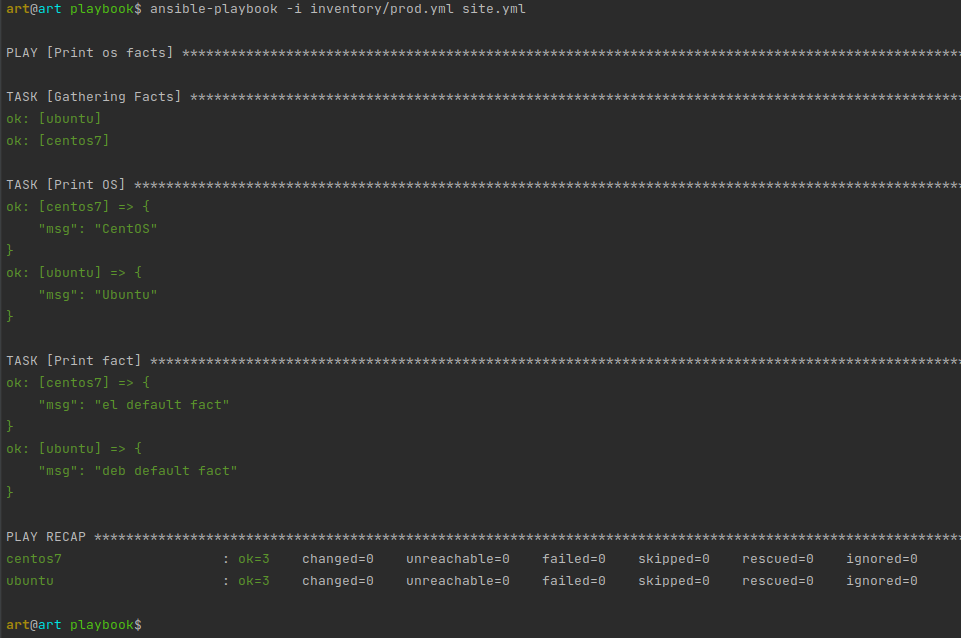 art@art playbook$ ansible-playbook -i inventory/prod.yml site.yml
PLAY [Print os facts] *************************************************************************************************
TASK [Gathering Facts] ************************************************************************************************
ok: [ubuntu]
ok: [centos7]
TASK [Print OS] *******************************************************************************************************
ok: [centos7] => {
    "msg": "CentOS"
}
ok: [ubuntu] => {
    "msg": "Ubuntu"
}
TASK [Print fact] *****************************************************************************************************
ok: [centos7] => {
    "msg": "el default fact"
}
ok: [ubuntu] => {
    "msg": "deb default fact"
}
PLAY RECAP ************************************************************************************************************
centos7                    : ok=3    changed=0    unreachable=0    failed=0    skipped=0    rescued=0    ignored=0
ubuntu                     : ok=3    changed=0    unreachable=0    failed=0    skipped=0    rescued=0    ignored=0
art@art playbook$